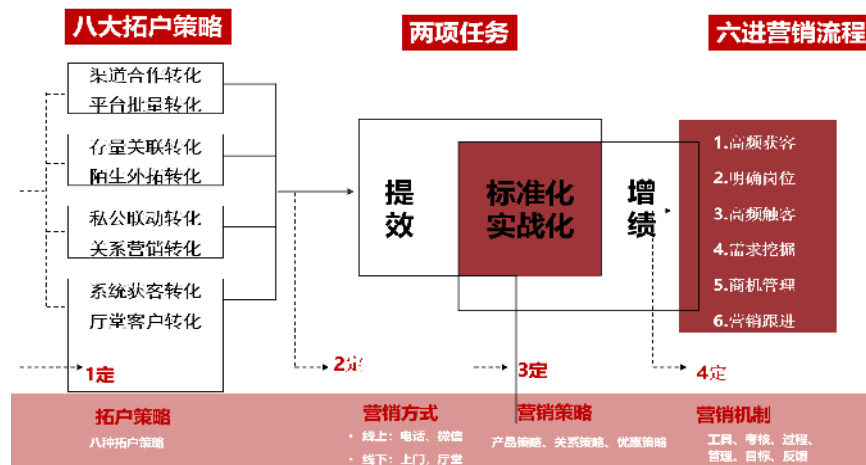 八大拓户策略
两项任务
六进营销流程
渠道合作转化
平台批量转化
存量关联转化
陌生外拓转化
私公联动转化
关系营销转化
系统获客转化
厅堂客户转化
提效
标准化
实战化
增绩
1.高频获客
2.明确岗位
3.高频触客
4.需求挖掘
5.商机管理
6.营销跟进
1定
2定
3定
4定
拓户策略
八种拓户策略
营销方式
• 线上：电话、微信
• 线下：上门，厅堂
营销策略
产品策略、关系策略、优惠策略
营销机制
工具、考核、过程、
管理、目标、反馈